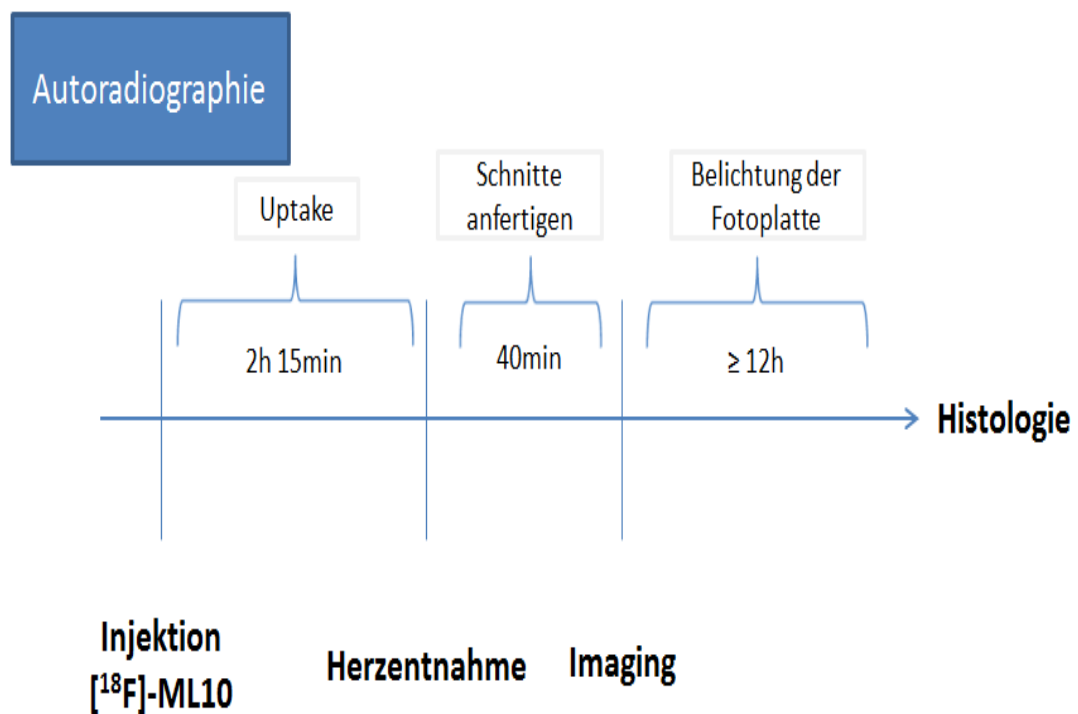 Autoradiographie
Uptake
Schnitte
anfertigen
Belichtung der
Fotoplatte
2h 15min
40min
≥ 12h
Histologie
Injektion
[¹⁸F]-ML10
Herzentnahme
Imaging